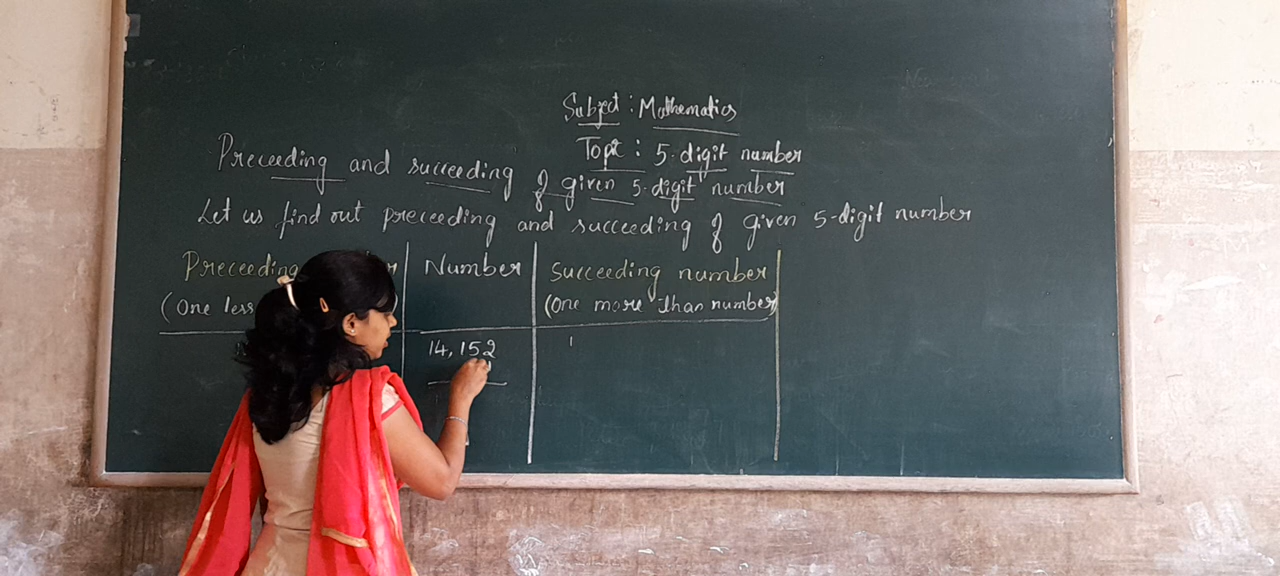 Subject : Mathematics
Topic : 5-digit number
Preceeding and succeeding of given 5-digit number
Let us find out preceeding and succeeding of given 5-digit number
Preceeding Number Succeeding number
(One less (One more than number)
14,152 1